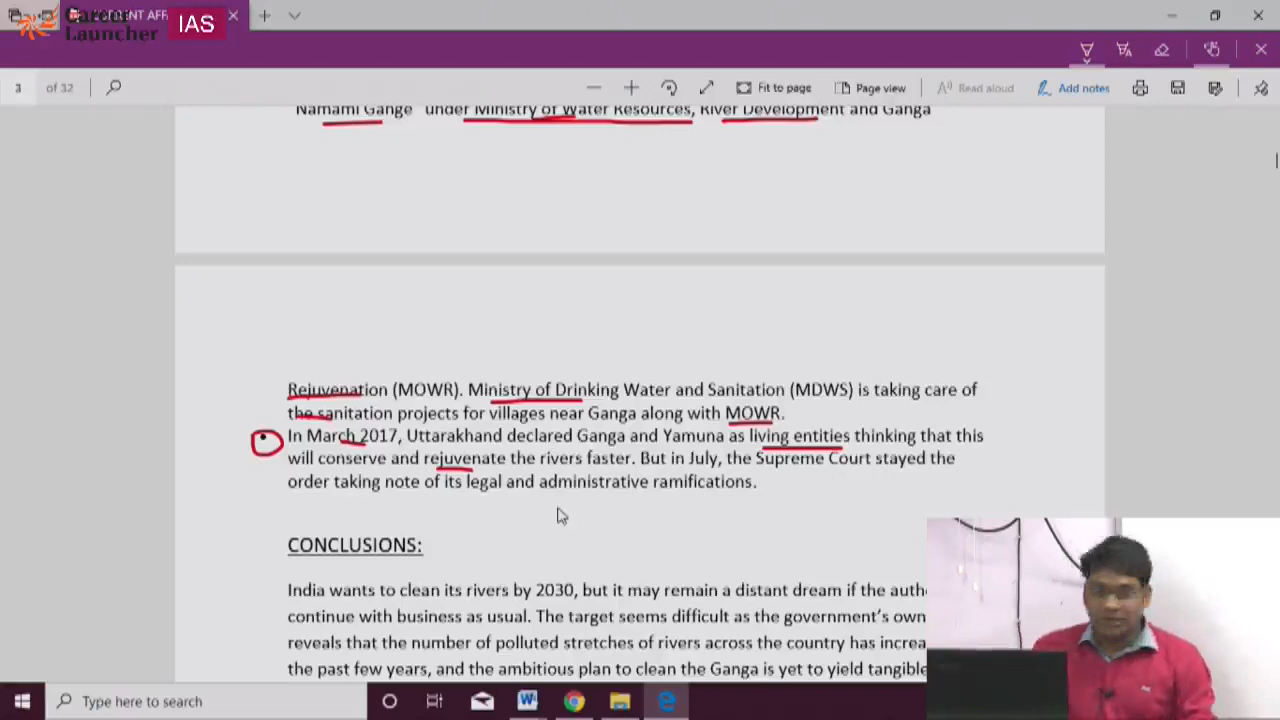 Career Launcher IAS
CURRENT AFF
3 of 32
Fit to page
Page view
Read aloud
Add notes
Namami Gange under Ministry of Water Resources, River Development and Ganga
Rejuvenation (MOWR). Ministry of Drinking Water and Sanitation (MDWS) is taking care of
the sanitation projects for villages near Ganga along with MOWR.
• In March 2017, Uttarakhand declared Ganga and Yamuna as living entities thinking that this
will conserve and rejuvenate the rivers faster. But in July, the Supreme Court stayed the
order taking note of its legal and administrative ramifications.
CONCLUSIONS:
India wants to clean its rivers by 2030, but it may remain a distant dream if the autho
continue with business as usual. The target seems difficult as the government's own
reveals that the number of polluted stretches of rivers across the country has increa
the past few years, and the ambitious plan to clean the Ganga is yet to yield tangible
Type here to search